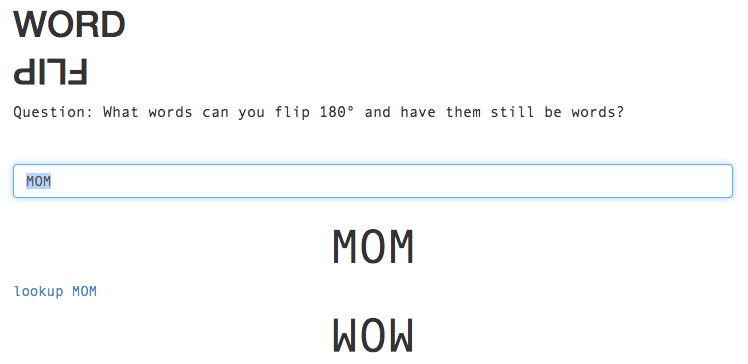 WORD
FLIP
Question: What words can you flip 180° and have them still be words?
MOM
MOM
lookup MOM
WOW